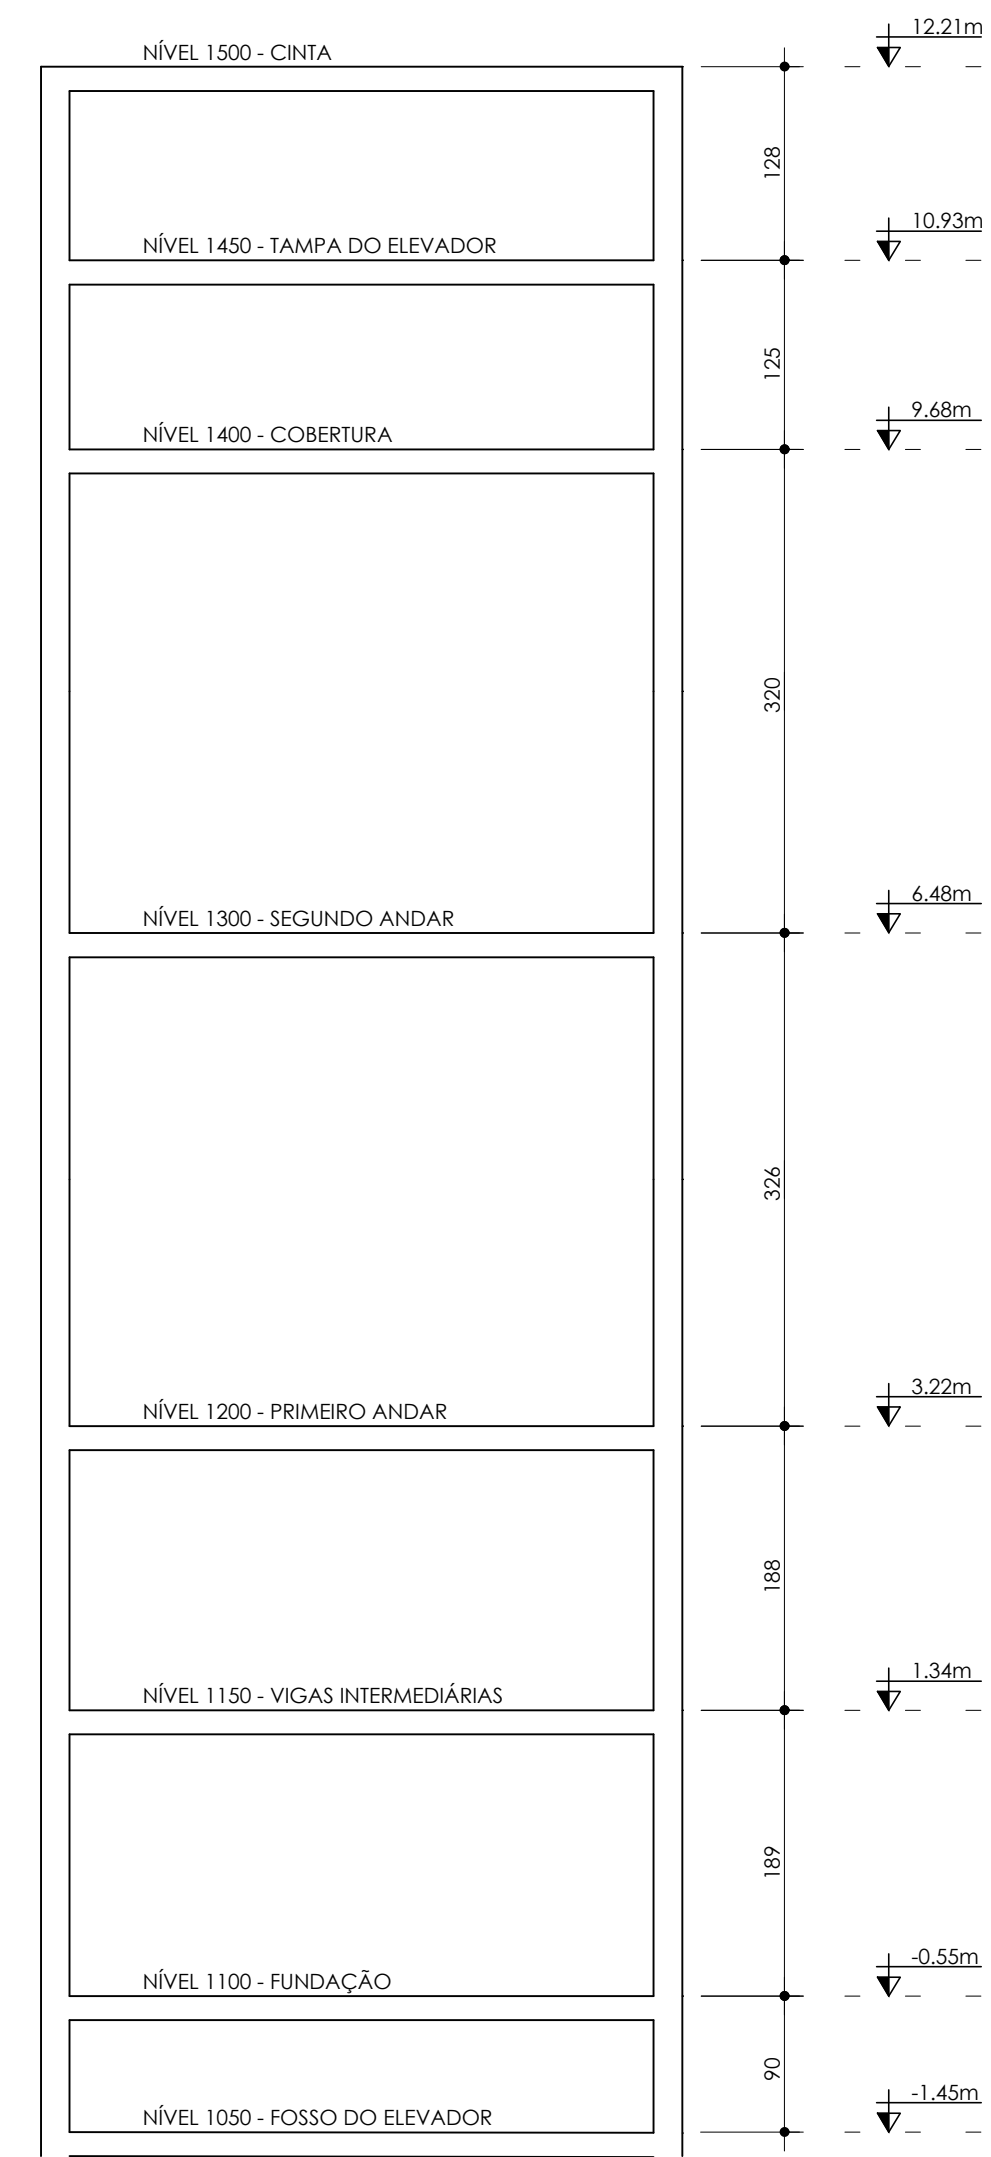 12.21m
NÍVEL 1500 - CINTA
128
10.93m
NÍVEL 1450 - TAMPA DO ELEVADOR
125
9.68m
NÍVEL 1400 - COBERTURA
320
6.48m
NÍVEL 1300 - SEGUNDO ANDAR
326
3.22m
NÍVEL 1200 - PRIMEIRO ANDAR
188
1.34m
NÍVEL 1150 - VIGAS INTERMEDIÁRIAS
189
-0.55m
NÍVEL 1100 - FUNDAÇÃO
90
-1.45m
NÍVEL 1050 - FOSSO DO ELEVADOR